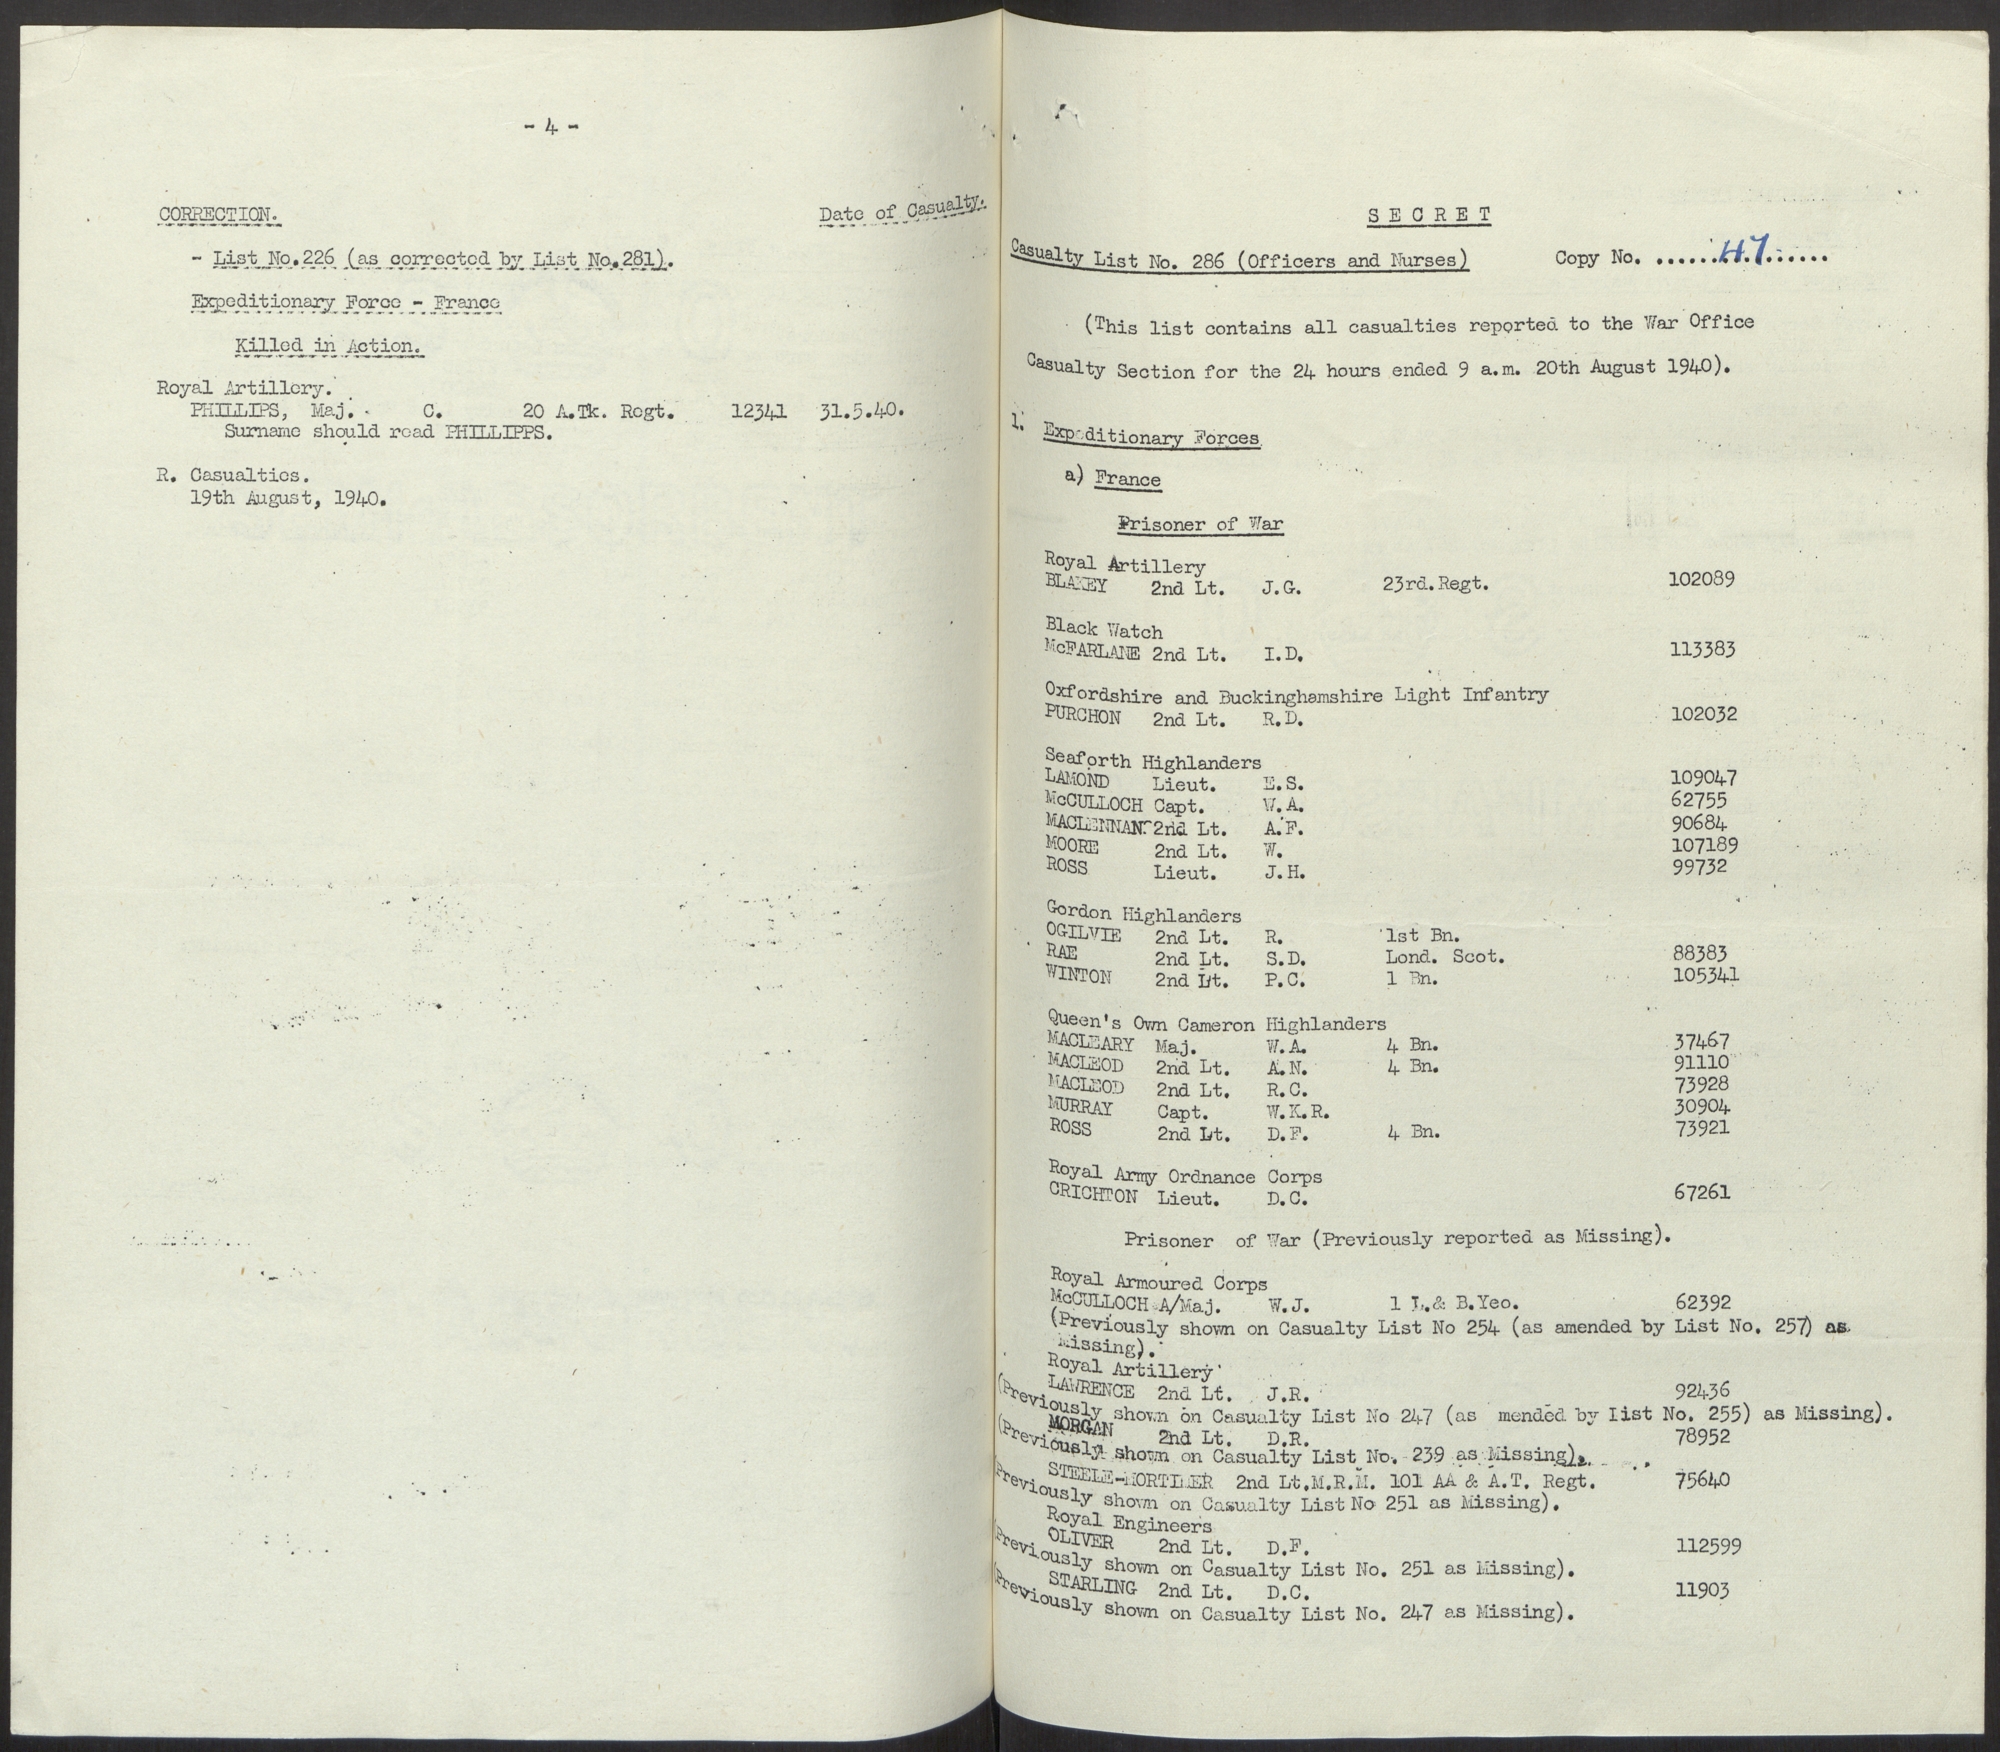 - 4 -
CORRECTION.
Date of Casualty.
- List No.226 (as corrected by List No.281).
Expeditionary Force - France
Killed in Action.
Royal Artillery.
PHILLIPS, Maj. C. 20 A.Tk. Regt. 12341 31.5.40.
Surname should read PHILLIPPS.
R. Casualties.
19th August, 1940.
SECRET
Casualty List No. 286 (Officers and Nurses) Copy No. ......47......
(This list contains all casualties reported to the War Office
Casualty Section for the 24 hours ended 9 a.m. 20th August 1940).
1. Expeditionary Forces
a) France
Prisoner of War
Royal Artillery
BLAKEY 2nd Lt. J.G. 23rd.Regt. 102089
Black Watch
McFARLANE 2nd Lt. I.D. 113383
Oxfordshire and Buckinghamshire Light Infantry
PURCHON 2nd Lt. R.D. 102032
Seaforth Highlanders
LAMOND Lieut. E.S. 109047
McCULLOCH Capt. W.A. 62755
MACLENNAN 2nd Lt. A.F. 90684
MOORE 2nd Lt. W. 107189
ROSS Lieut. J.H. 99732
Gordon Highlanders
OGILVIE 2nd Lt. R. 1st Bn.
RAE 2nd Lt. S.D. Lond. Scot. 88383
WINTON 2nd Lt. P.C. 1 Bn. 105341
Queen's Own Cameron Highlanders
MACLEARY Maj. W.A. 4 Bn. 37467
MACLEOD 2nd Lt. A.N. 4 Bn. 91110
MACLEOD 2nd Lt. R.C. 73928
MURRAY Capt. W.K.R. 30904
ROSS 2nd Lt. D.F. 4 Bn. 73921
Royal Army Ordnance Corps
CRICHTON Lieut. D.C. 67261
Prisoner of War (Previously reported as Missing).
Royal Armoured Corps
McCULLOCH A/Maj. W.J. 1 L.& B.Yeo. 62392
(Previously shown on Casualty List No 254 (as amended by List No. 257) as
Missing).
Royal Artillery
LAWRENCE 2nd Lt. J.R. 92436
(Previously shown on Casualty List No 247 (as mended by List No. 255) as Missing).
MORGAN 2nd Lt. D.R. 78952
(Previously shown on Casualty List No. 239 as Missing).
STEELE-MORTIMER 2nd Lt.M.R.M. 101 AA & A.T. Regt. 75640
(Previously shown on Casualty List No 251 as Missing).
Royal Engineers
OLIVER 2nd Lt. D.F. 112599
(Previously shown on Casualty List No. 251 as Missing).
STARLING 2nd Lt. D.C. 11903
(Previously shown on Casualty List No. 247 as Missing).